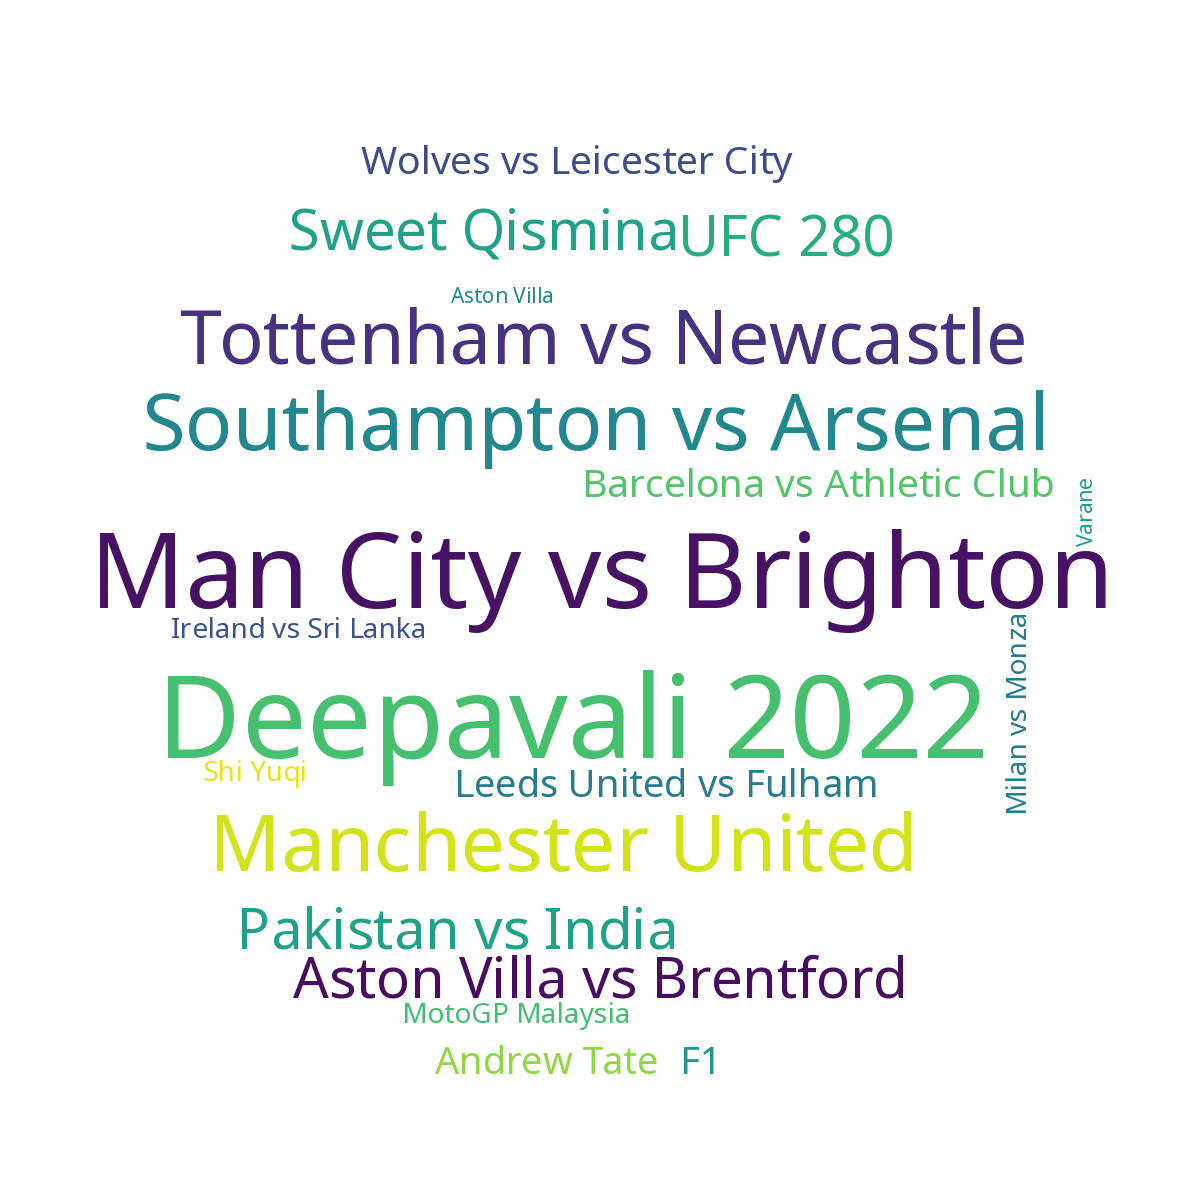 Wolves vs Leicester City
Sweet Qismina
UFC 280
Aston Villa
Tottenham vs Newcastle
Southampton vs Arsenal
Barcelona vs Athletic Club
Varane
Man City vs Brighton
Ireland vs Sri Lanka
Milan vs Monza
Deepavali 2022
Shi Yuqi
Leeds United vs Fulham
Manchester United
Pakistan vs India
Aston Villa vs Brentford
MotoGP Malaysia
Andrew Tate
F1